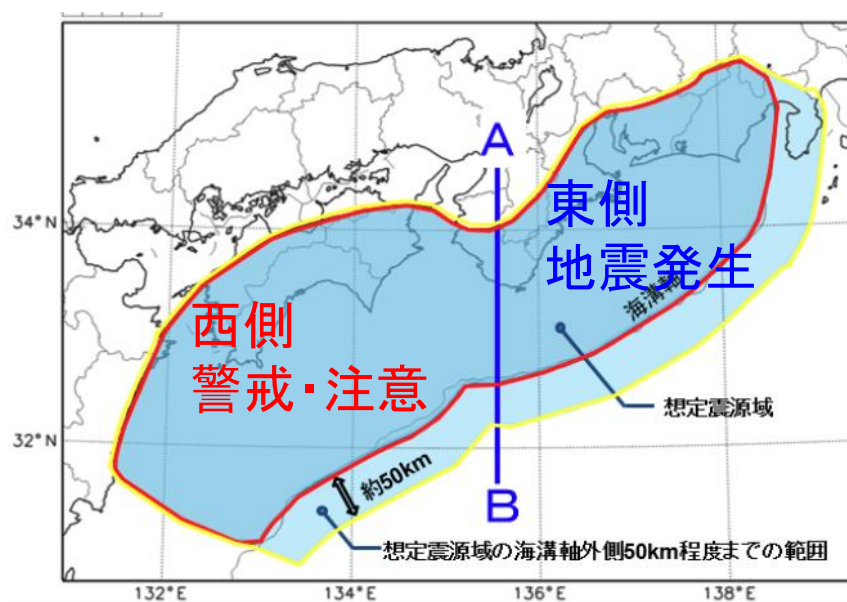 A
34°N
東側
地震発生
海溝軸
西側
警戒・注意
想定震源域
32°N
約50km
B
想定震源域の海溝軸外側50km程度までの範囲
132°E
134°E
136°E
138°E